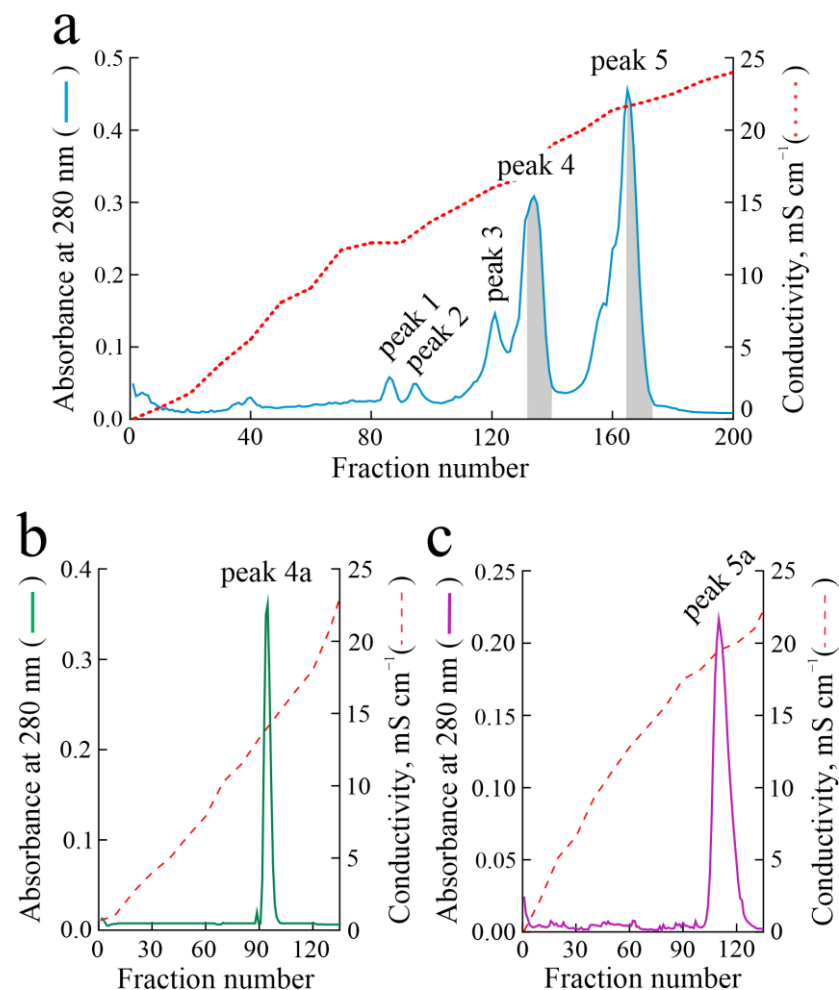 a
Absorbance at 280 nm (—)
0.5
0.4
0.3
0.2
0.1
0.0
peak 1
peak 2
peak 3
peak 4
peak 5
25
20
15
10
5
0
Conductivity, mS cm⁻¹(·····)
0 40 80 120 160 200
Fraction number
b
Absorbance at 280 nm (—)
0.4
0.3
0.2
0.1
0.0
peak 4a
25
20
15
10
5
0
Conductivity, mS cm⁻¹(- - -)
0 30 60 90 120
Fraction number
c
Absorbance at 280 nm (—)
0.25
0.20
0.15
0.10
0.05
0.00
peak 5a
25
20
15
10
5
0
Conductivity, mS cm⁻¹(- - -)
0 30 60 90 120
Fraction number